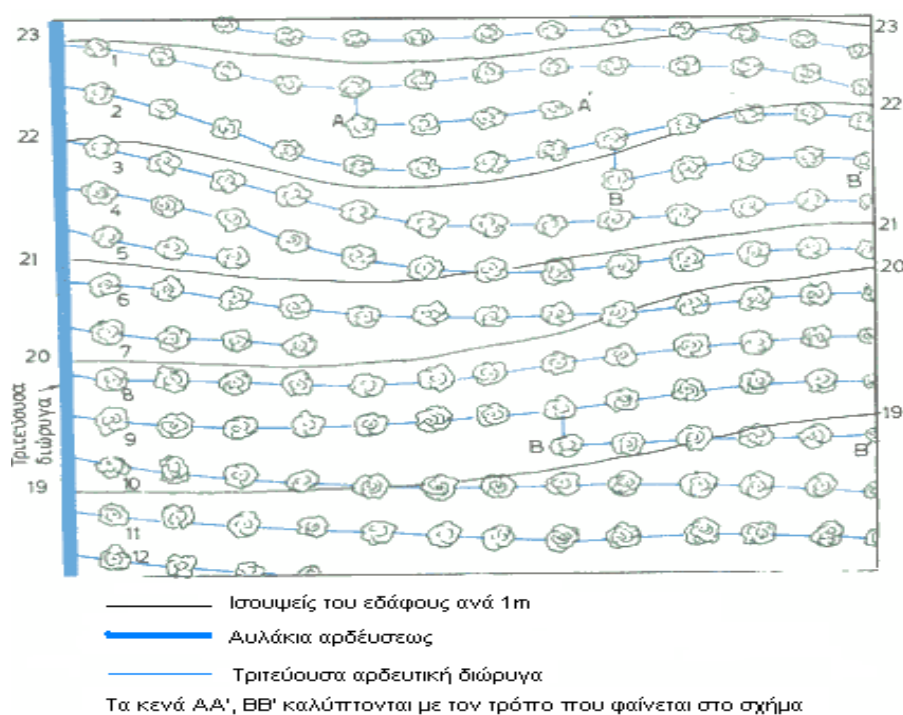 23
23
1
22
2
A
A'
22
3
B
B'
4
21
5
21
20
6
7
20
8
19
9
B
B
10
19
11
12
Τριτεύουσα
διώρυγα
Ισουψείς του εδάφους ανά 1m
Αυλάκια αρδέυσεως
Τριτεύουσα αρδευτική διώρυγα
Τα κενά ΑΑ', ΒΒ' καλύπτονται με τον τρόπο που φαίνεται στο σχήμα